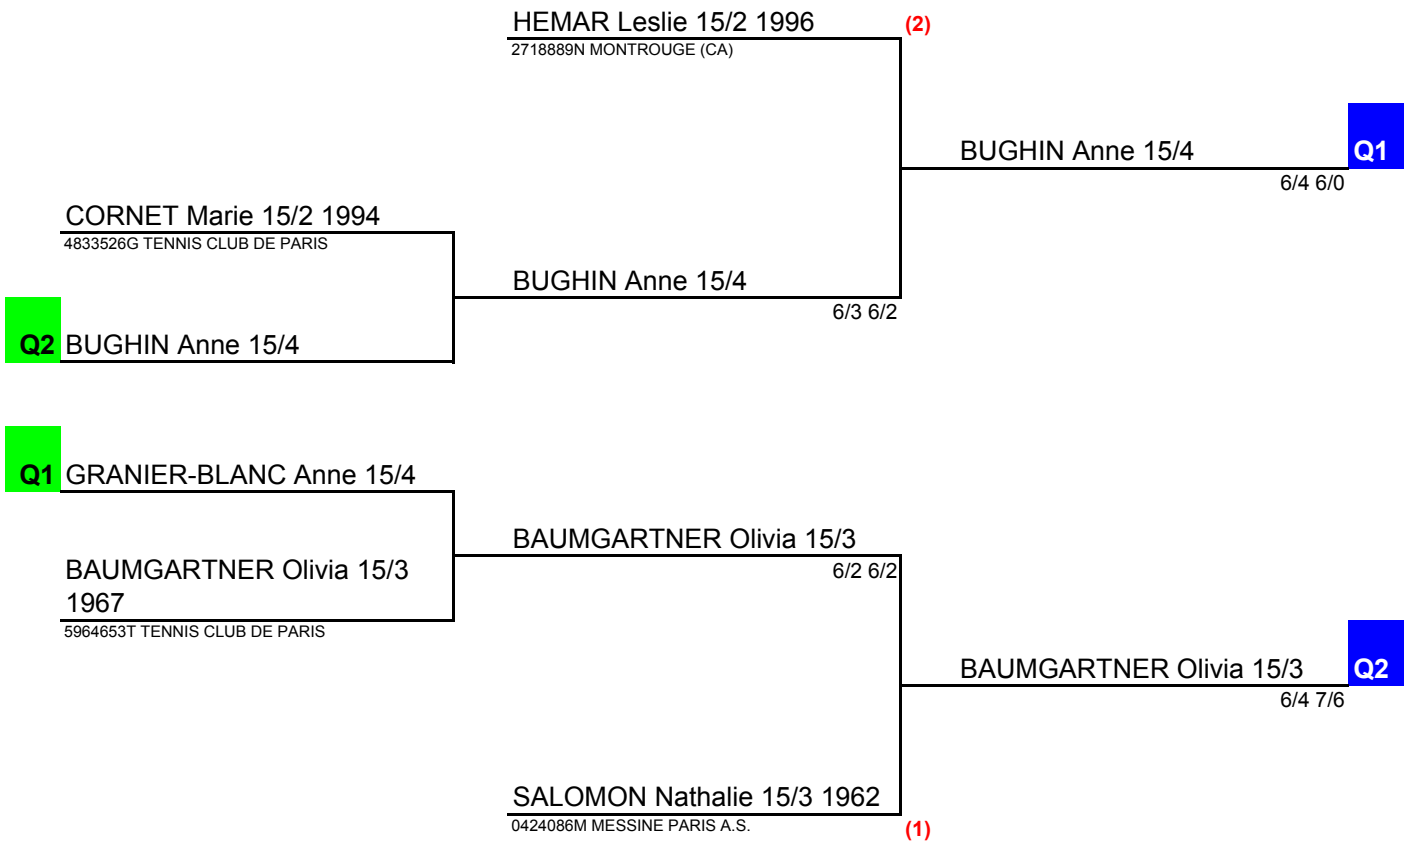 HEMAR Leslie 15/2 1996
(2)
2718889N MONTROUGE (CA)
BUGHIN Anne 15/4
Q1
6/4 6/0
CORNET Marie 15/2 1994
4833526G TENNIS CLUB DE PARIS
BUGHIN Anne 15/4
6/3 6/2
Q2 BUGHIN Anne 15/4
Q1 GRANIER-BLANC Anne 15/4
BAUMGARTNER Olivia 15/3
6/2 6/2
BAUMGARTNER Olivia 15/3
1967
5964653T TENNIS CLUB DE PARIS
BAUMGARTNER Olivia 15/3
Q2
6/4 7/6
SALOMON Nathalie 15/3 1962
0424086M MESSINE PARIS A.S.
(1)